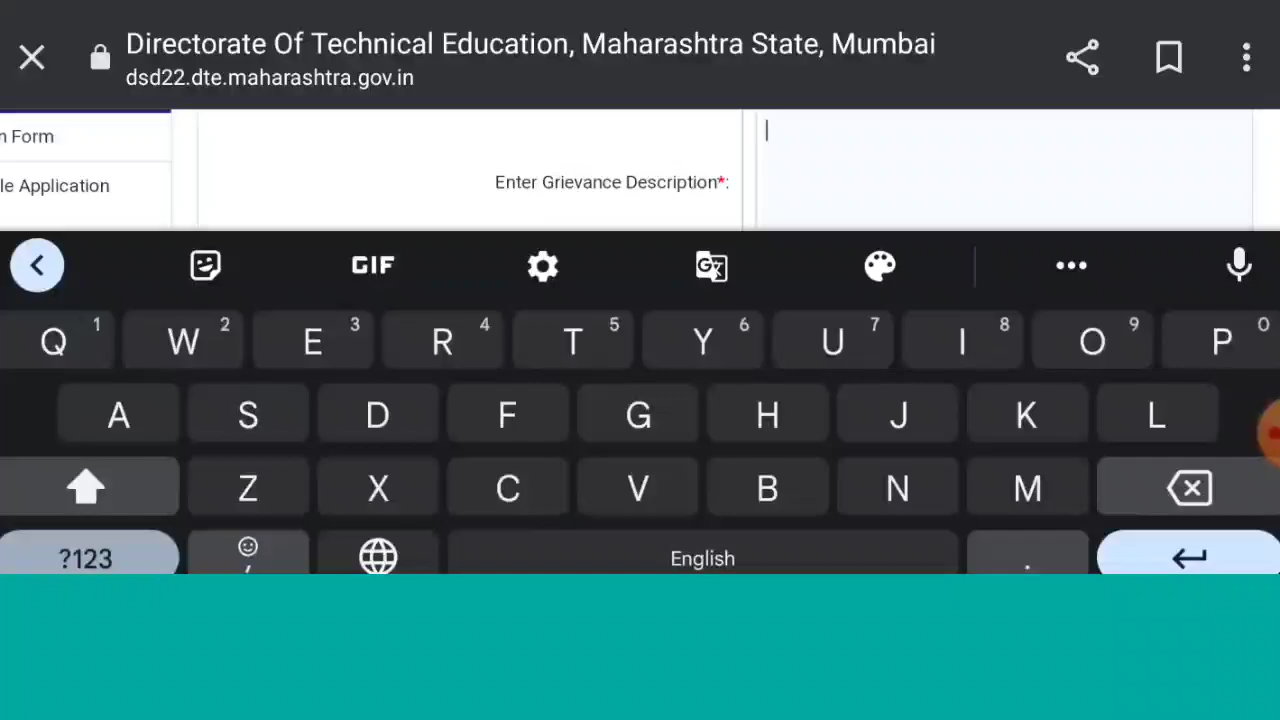 Directorate Of Technical Education, Maharashtra State, Mumbai
dsd22.dte.maharashtra.gov.in
n Form
le Application
Enter Grievance Description*:
GIF
Q 1 W 2 E 3 R 4 T 5 Y 6 U 7 I 8 O 9 P 0
A S D F G H J K L
Z X C V B N M
?123 , English .